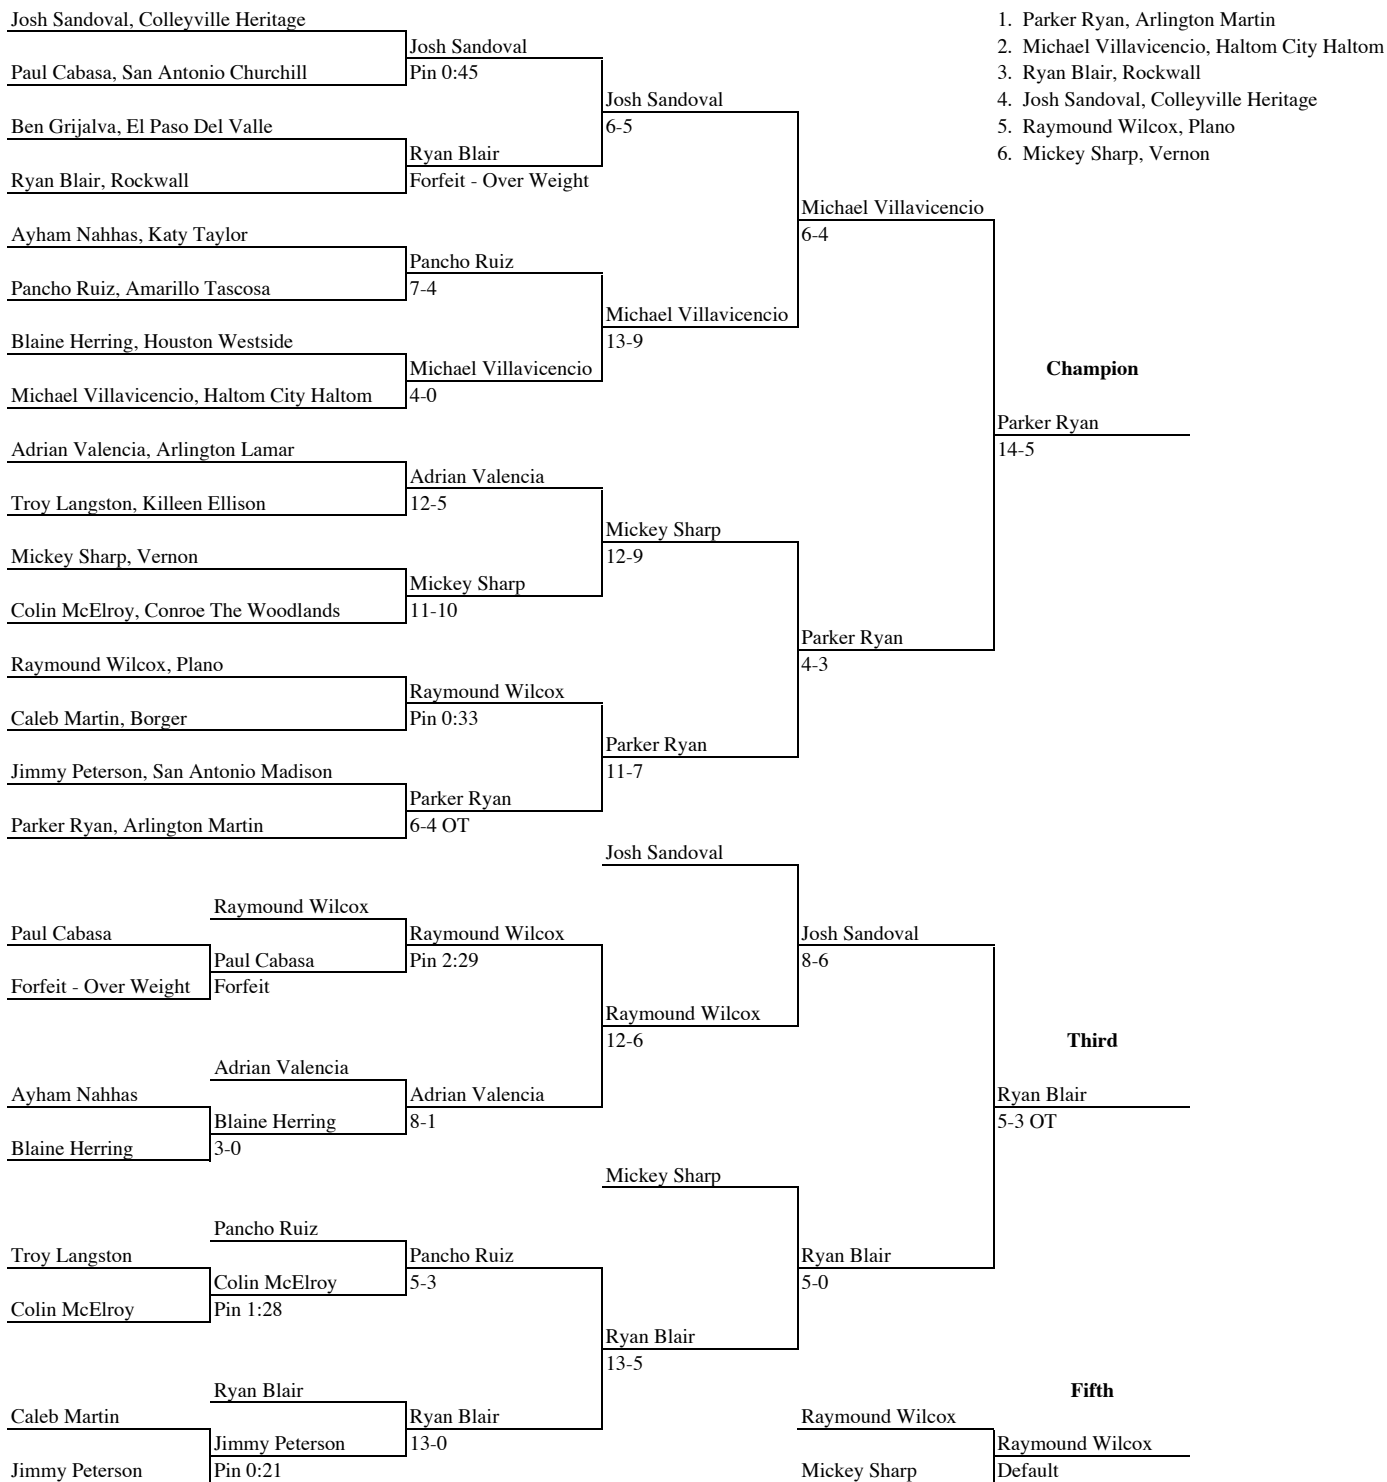 Josh Sandoval, Colleyville Heritage
Josh Sandoval
Paul Cabasa, San Antonio Churchill
Pin 0:45
Josh Sandoval
Ben Grijalva, El Paso Del Valle
6-5
Ryan Blair
Ryan Blair, Rockwall
Forfeit - Over Weight
Michael Villavicencio
Ayham Nahhas, Katy Taylor
6-4
Pancho Ruiz
Pancho Ruiz, Amarillo Tascosa
7-4
Michael Villavicencio
Blaine Herring, Houston Westside
13-9
Michael Villavicencio
Michael Villavicencio, Haltom City Haltom
4-0
1. Parker Ryan, Arlington Martin
2. Michael Villavicencio, Haltom City Haltom
3. Ryan Blair, Rockwall
4. Josh Sandoval, Colleyville Heritage
5. Raymound Wilcox, Plano
6. Mickey Sharp, Vernon
Champion
Parker Ryan
14-5
Adrian Valencia, Arlington Lamar
Adrian Valencia
Troy Langston, Killeen Ellison
12-5
Mickey Sharp
Mickey Sharp, Vernon
12-9
Mickey Sharp
Colin McElroy, Conroe The Woodlands
11-10
Parker Ryan
Raymound Wilcox, Plano
4-3
Raymound Wilcox
Caleb Martin, Borger
Pin 0:33
Parker Ryan
Jimmy Peterson, San Antonio Madison
11-7
Parker Ryan
Parker Ryan, Arlington Martin
6-4 OT
Josh Sandoval
Raymound Wilcox
Paul Cabasa
Raymound Wilcox
Josh Sandoval
Paul Cabasa
Pin 2:29
8-6
Forfeit - Over Weight
Forfeit
Raymound Wilcox
12-6
Third
Adrian Valencia
Ayham Nahhas
Adrian Valencia
Ryan Blair
Blaine Herring
8-1
5-3 OT
Blaine Herring
3-0
Mickey Sharp
Pancho Ruiz
Troy Langston
Pancho Ruiz
Ryan Blair
Colin McElroy
5-3
5-0
Colin McElroy
Pin 1:28
Ryan Blair
13-5
Ryan Blair
Fifth
Caleb Martin
Ryan Blair
Raymound Wilcox
Jimmy Peterson
13-0
Raymound Wilcox
Jimmy Peterson
Pin 0:21
Mickey Sharp
Default